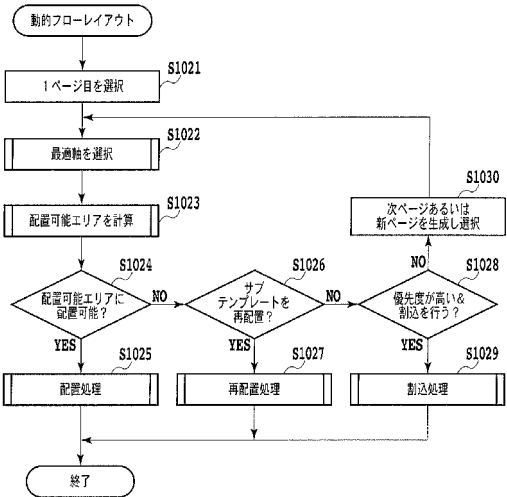 動的フローレイアウト
S1021
1ページ目を選択
S1022
最適軸を選択
S1023
配置可能エリアを計算
S1030
次ページあるいは
新ページを生成し選択
S1024
配置可能エリアに
配置可能？
NO
YES
S1026
サブ
テンプレートを
再配置？
NO
YES
S1028
優先度が高い&
割込を行う？
NO
YES
S1025
配置処理
S1027
再配置処理
S1029
割込処理
終了